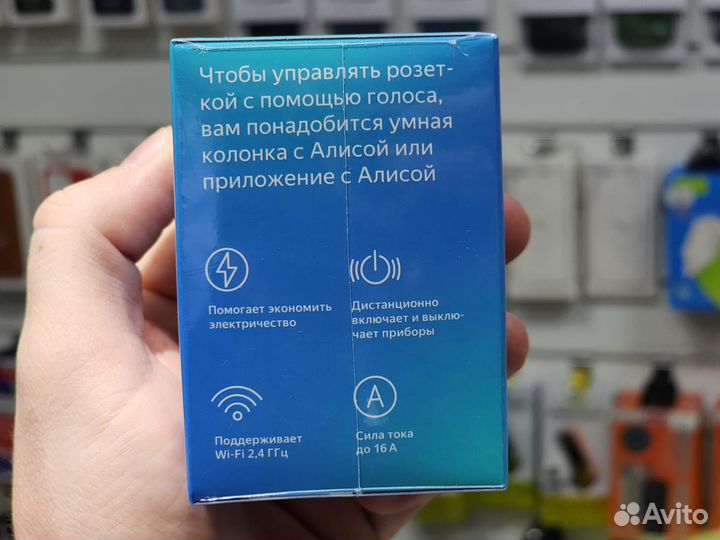 Чтобы управлять розет-
кой с помощью голоса,
вам понадобится умная
колонка с Алисой или
приложение с Алисой
Помогает экономить
электричество
Дистанционно
включает и выклю-
чает приборы
Поддерживает
Wi-Fi 2,4 ГГц
A
Сила тока
до 16 А
Avito